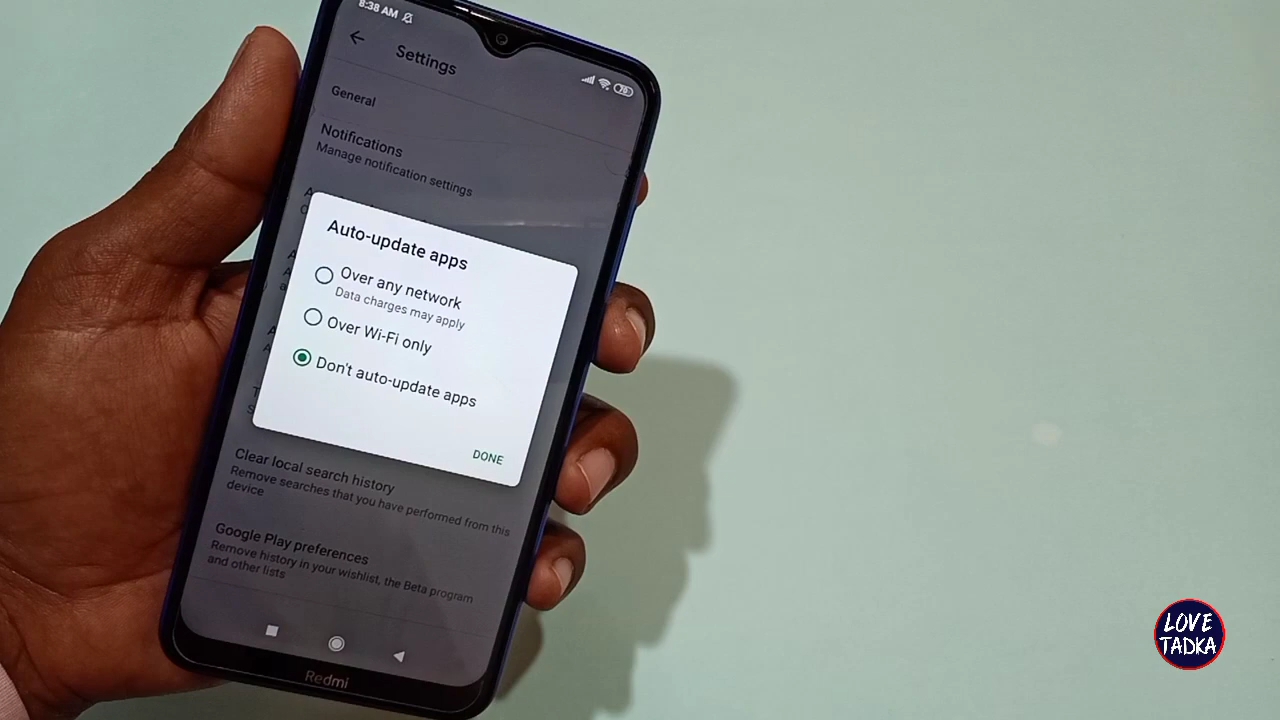 8:38 AM
70
Settings
General
Notifications
Manage notification settings
Auto-update apps
Over any network
Data charges may apply
Over Wi-Fi only
Don't auto-update apps
DONE
Clear local search history
Remove searches that you have performed from this
device
Google Play preferences
Remove history in your wishlist, the Beta program
and other lists
Redmi
LOVE
TADKA